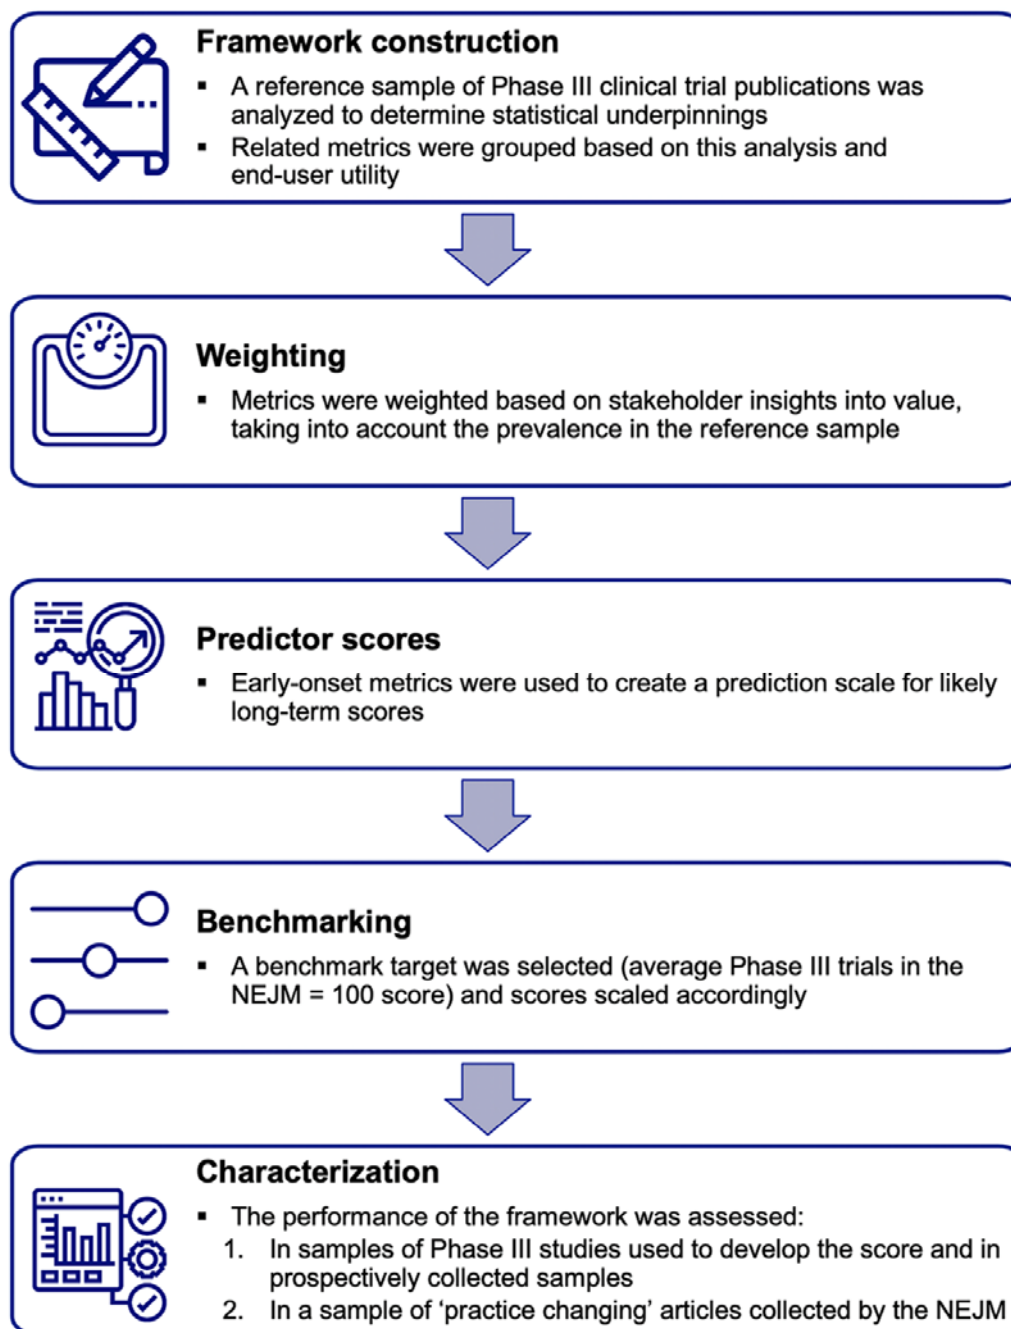 Framework construction
▪ A reference sample of Phase III clinical trial publications was
analyzed to determine statistical underpinnings
▪ Related metrics were grouped based on this analysis and
end-user utility
Weighting
▪ Metrics were weighted based on stakeholder insights into value,
taking into account the prevalence in the reference sample
Predictor scores
▪ Early-onset metrics were used to create a prediction scale for likely
long-term scores
Benchmarking
▪ A benchmark target was selected (average Phase III trials in the
NEJM = 100 score) and scores scaled accordingly
Characterization
▪ The performance of the framework was assessed:
1. In samples of Phase III studies used to develop the score and in
prospectively collected samples
2. In a sample of ‘practice changing’ articles collected by the NEJM